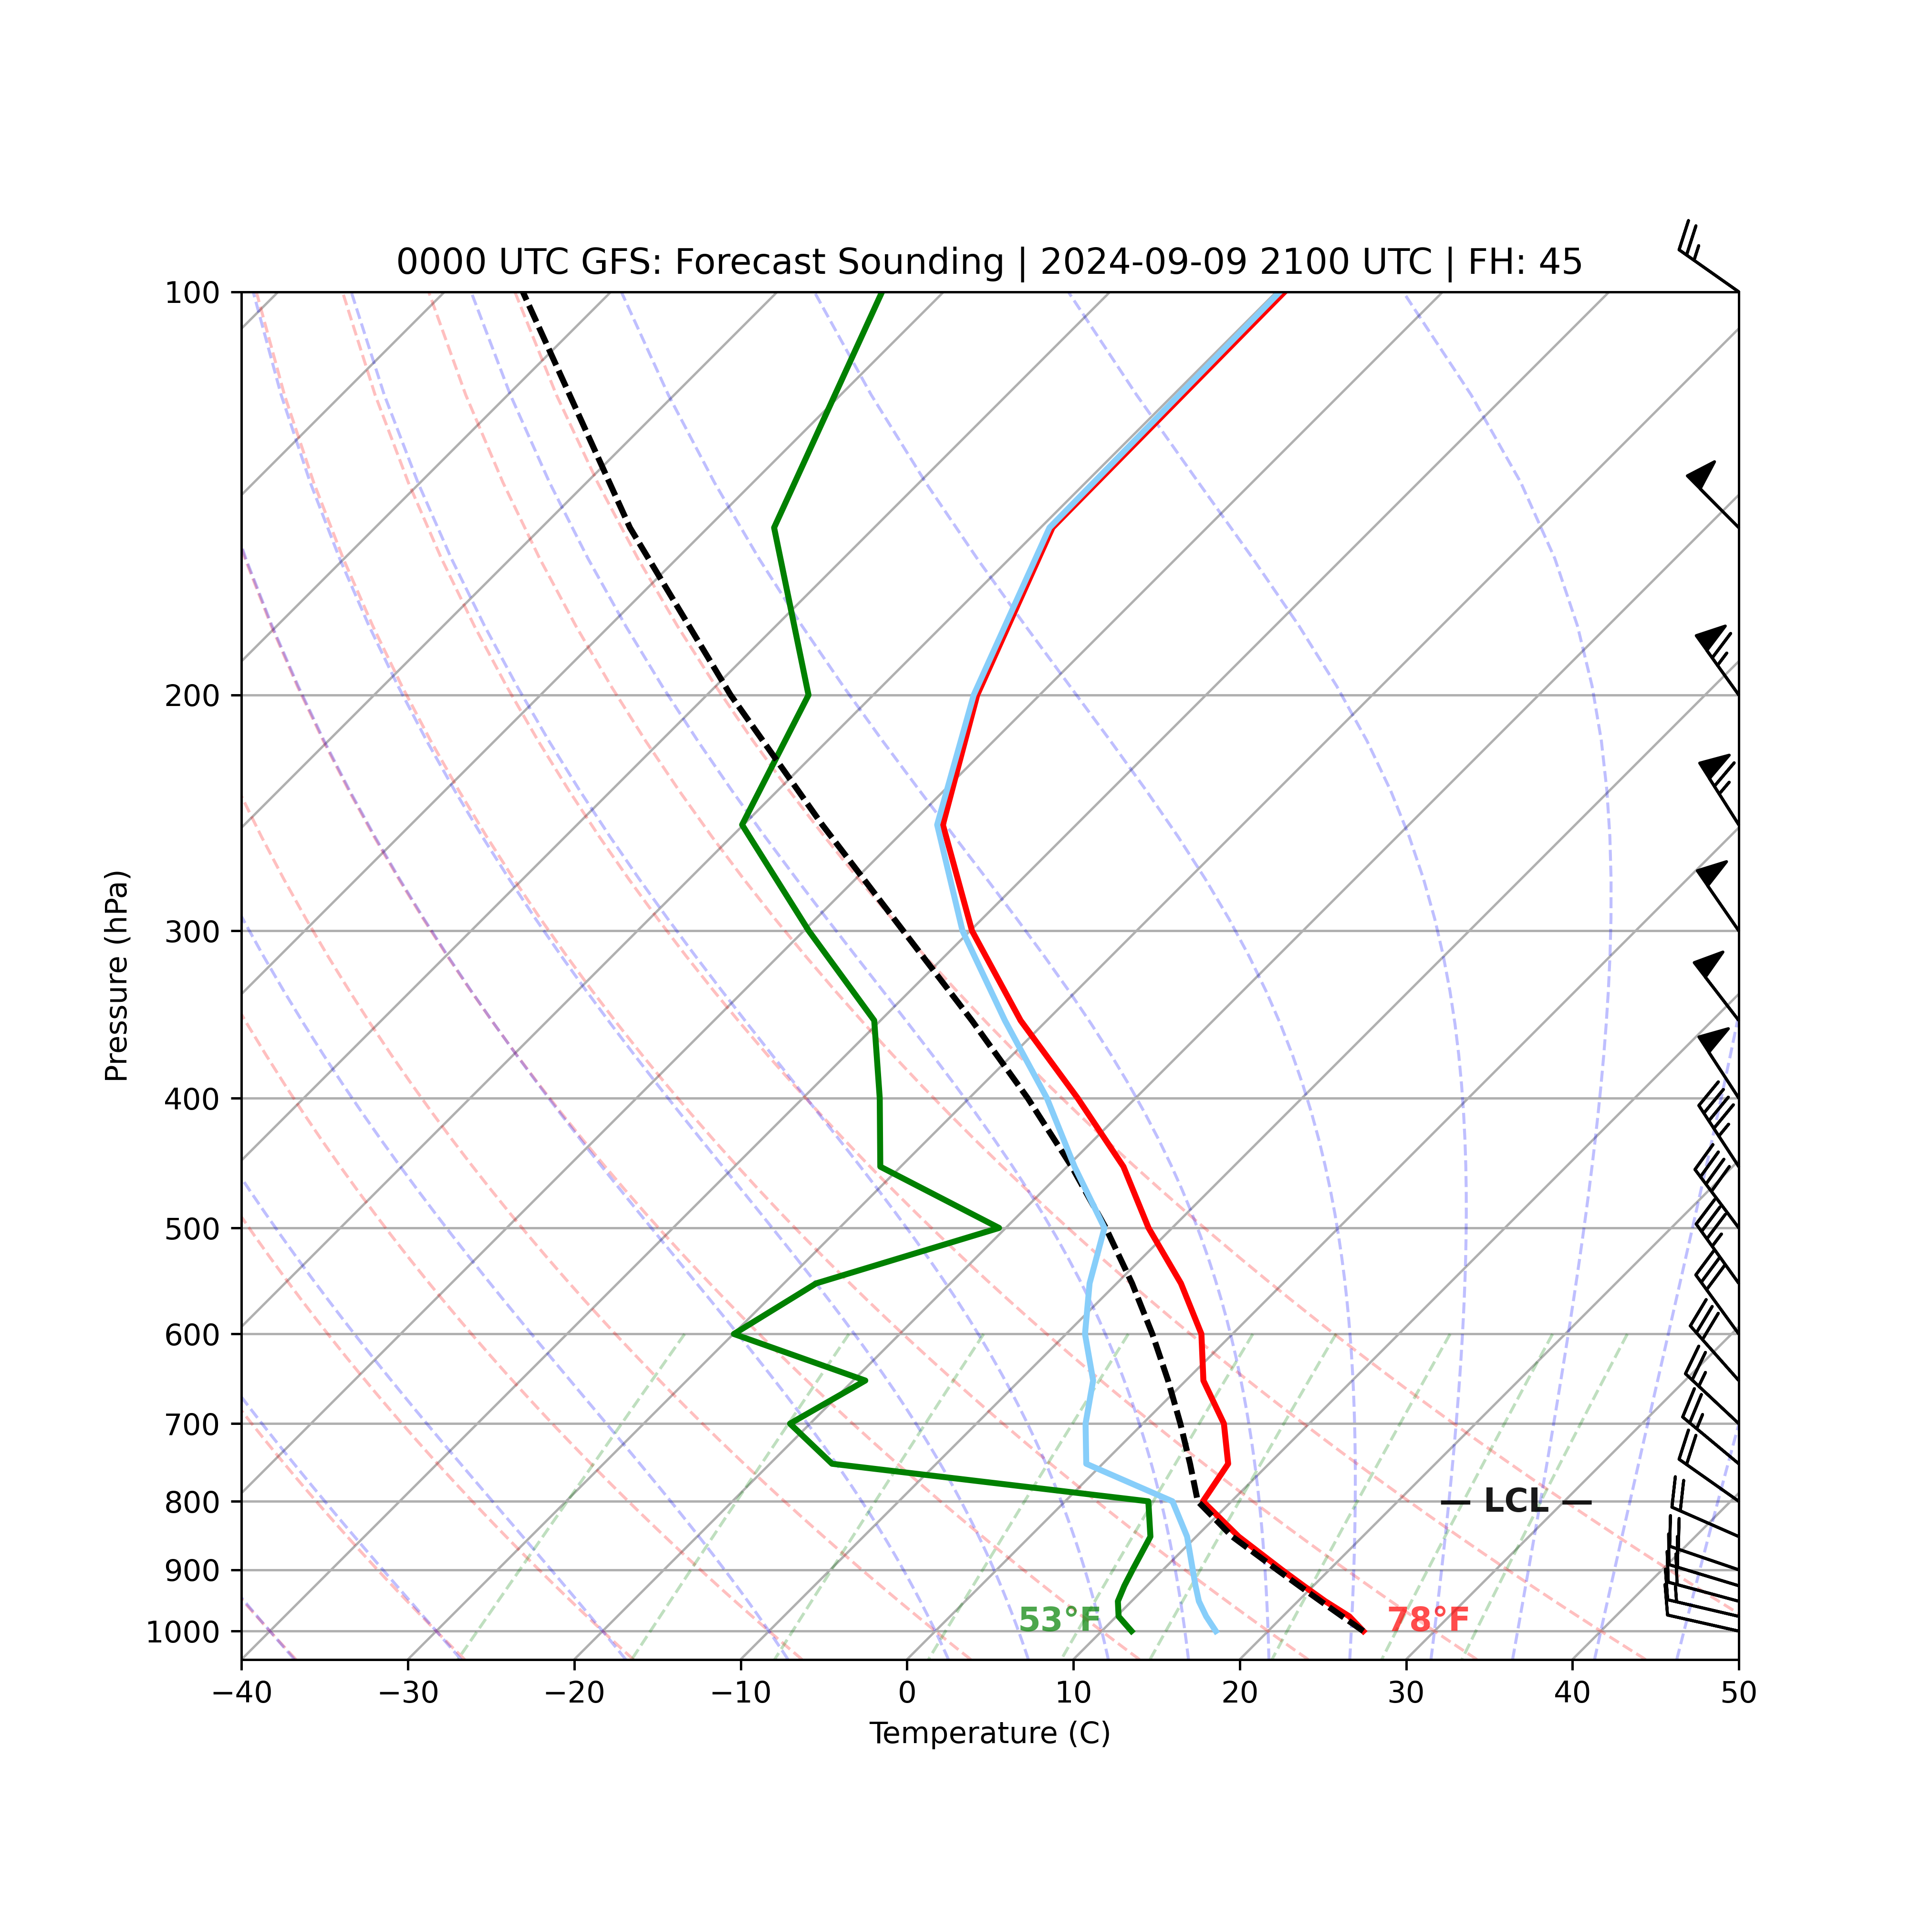 0000 UTC GFS: Forecast Sounding | 2024-09-09 2100 UTC | FH: 45
100
200
300
400
500
600
700
800
900
1000
Pressure (hPa)
— LCL —
53°F
78°F
−40 −30 −20 −10 0 10 20 30 40 50
Temperature (C)